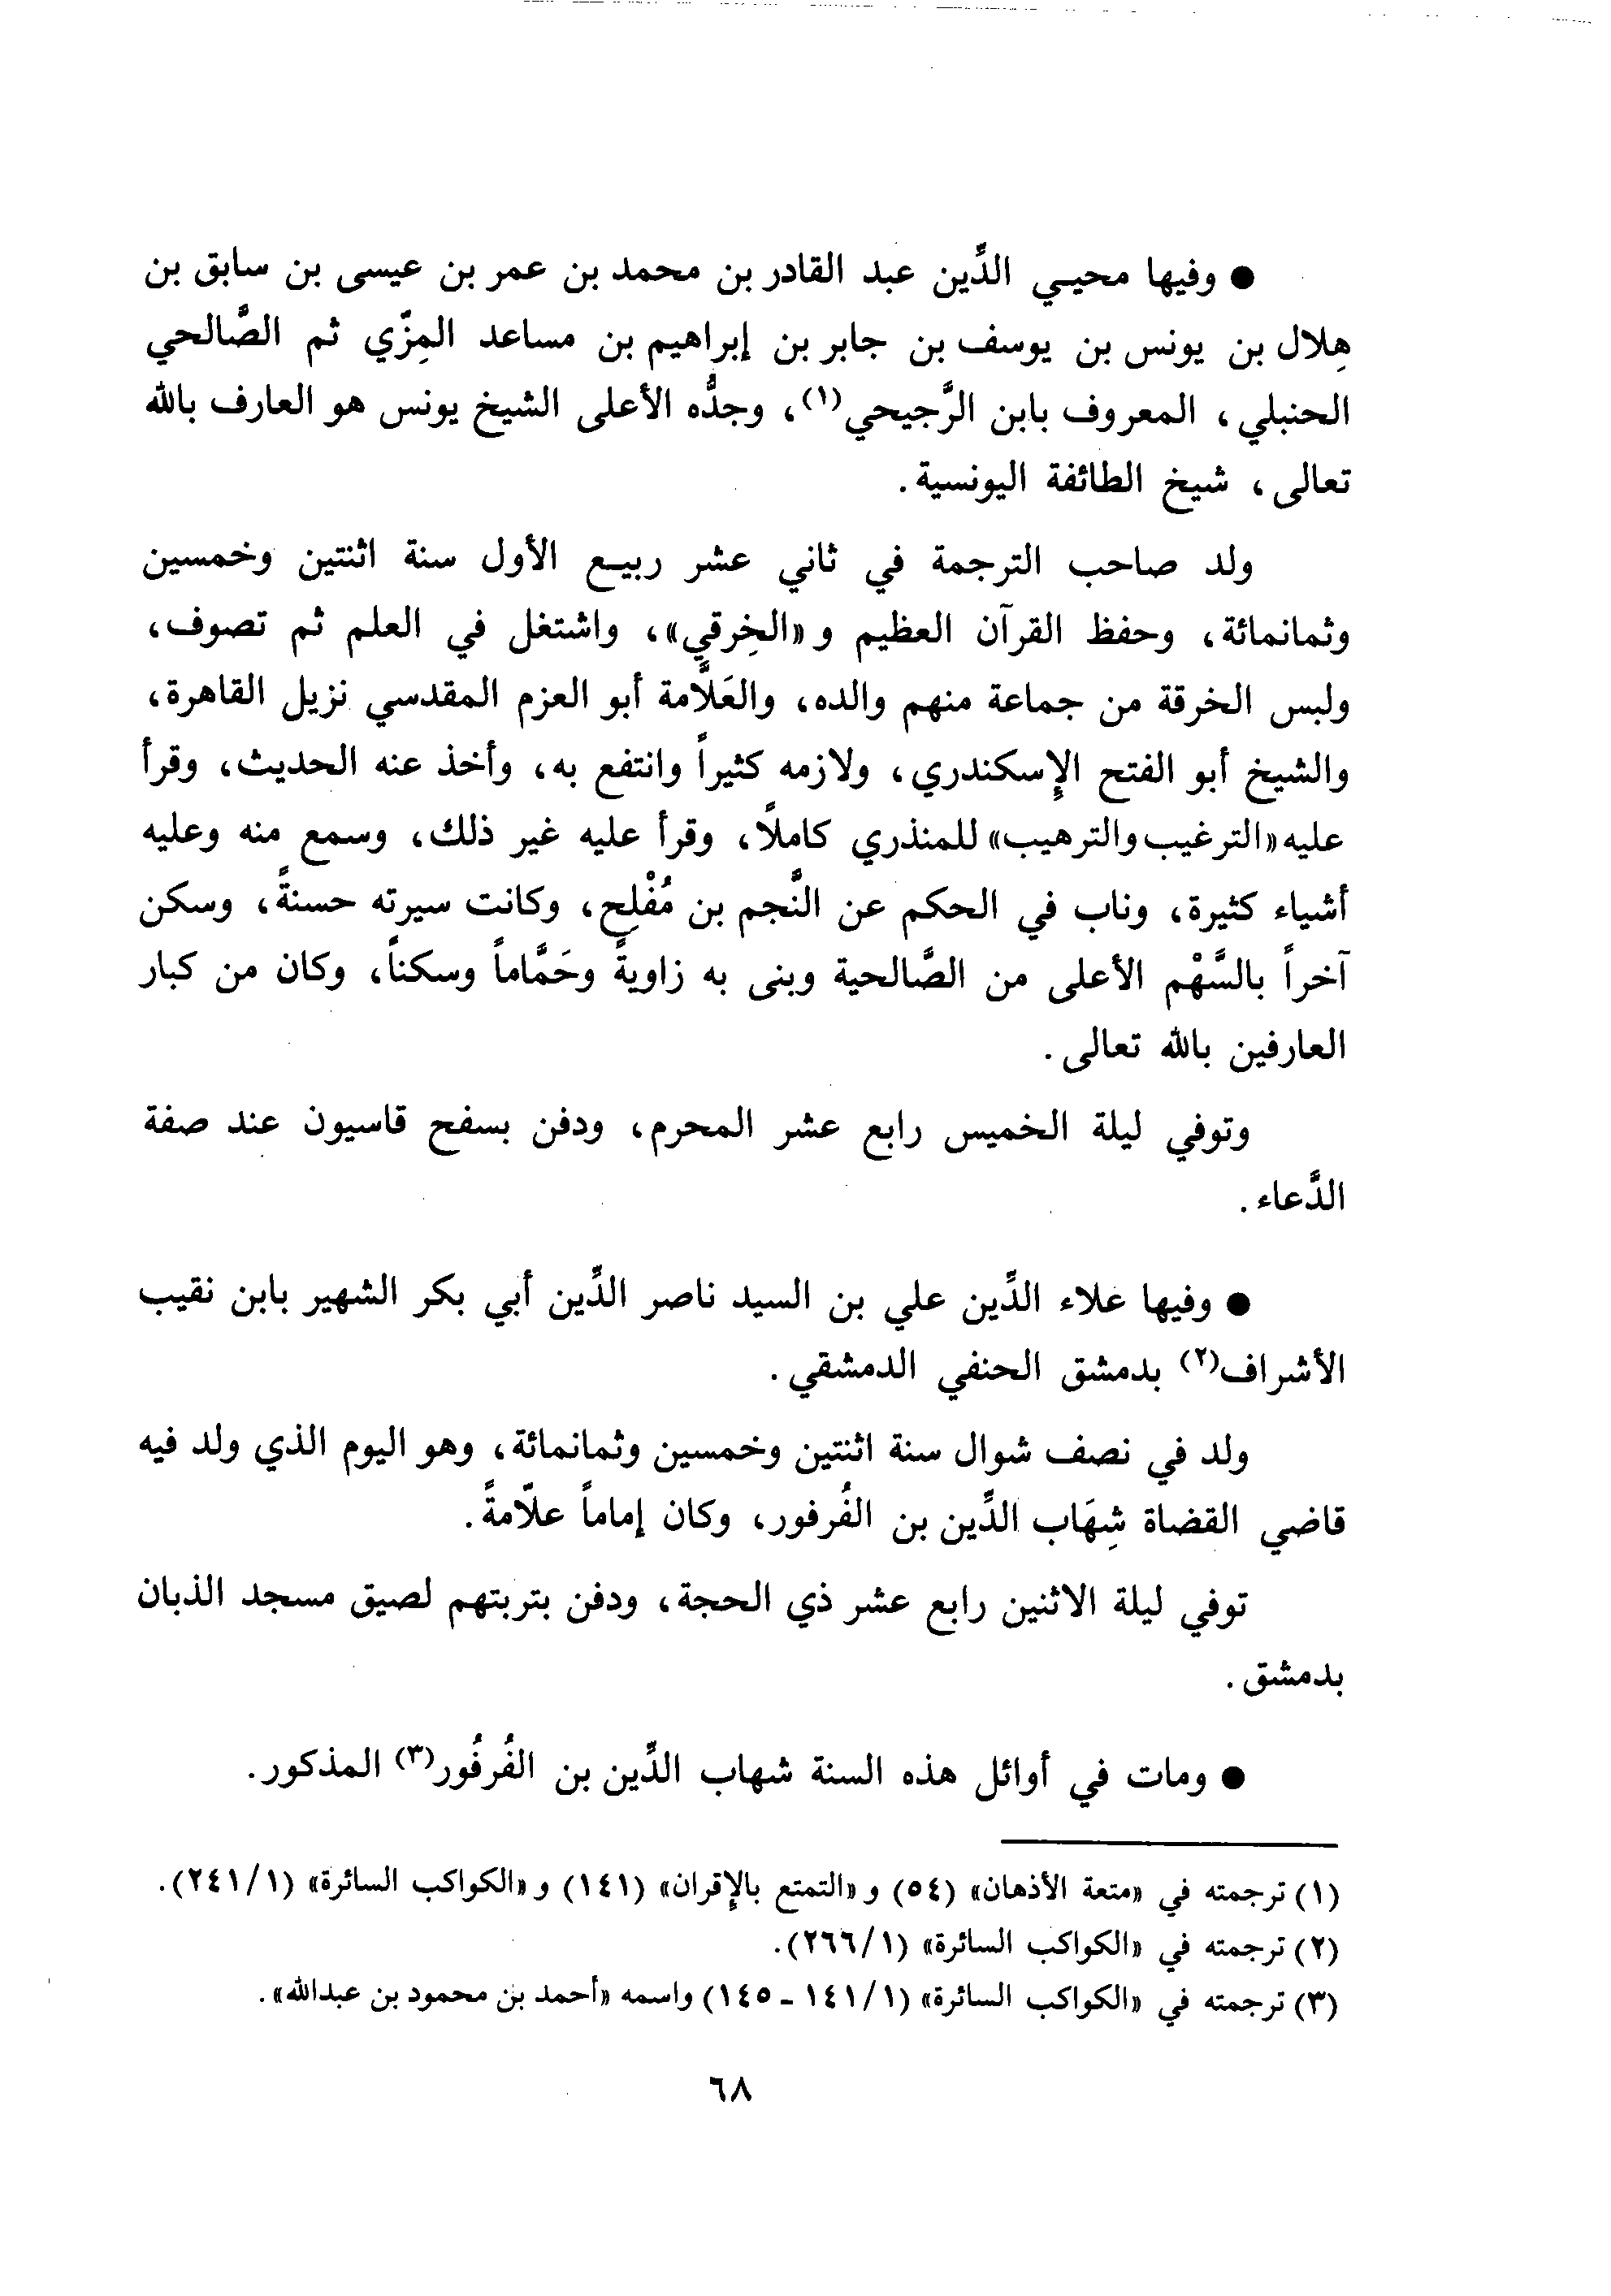 ● وفيها محيي الدِّين عبد القادر بن محمد بن عمر بن عيسى بن سابق بن
هِلال بن يونس بن يوسف بن جابر بن إبراهيم بن مساعد المِزّي ثم الصَّالحي
الحنبلي، المعروف بابن الرَّجيحي(١)، وجدُّه الأعلى الشيخ يونس هو العارف بالله
تعالى، شيخ الطائفة اليونسية.
ولد صاحب الترجمة في ثاني عشر ربيع الأول سنة اثنتين وخمسين
وثمانمائة، وحفظ القرآن العظيم و «الخِرقي»، واشتغل في العلم ثم تصوف،
ولبس الخرقة من جماعة منهم والده، والعَلَّامة أبو العزم المقدسي نزيل القاهرة،
والشيخ أبو الفتح الإِسكندري، ولازمه كثيراً وانتفع به، وأخذ عنه الحديث، وقرأ
عليه «الترغيب والترهيب» للمنذري كاملاً، وقرأ عليه غير ذلك، وسمع منه وعليه
أشياء كثيرة، وناب في الحكم عن النَّجم بن مُفْلِح، وكانت سيرته حسنةً، وسكن
آخراً بالسَّهْم الأعلى من الصَّالحية وبنى به زاويةً وحَمَّاماً وسكناً، وكان من كبار
العارفين بالله تعالى.
وتوفي ليلة الخميس رابع عشر المحرم، ودفن بسفح قاسيون عند صفة
الدَّعاء.
● وفيها علاء الدِّين علي بن السيد ناصر الدِّين أبي بكر الشهير بابن نقيب
الأشراف(٢) بدمشق الحنفي الدمشقي.
ولد في نصف شوال سنة اثنتين وخمسين وثمانمائة، وهو اليوم الذي ولد فيه
قاضي القضاة شِهَاب الدِّين بن الفُرفور، وكان إماماً علّامةً.
توفي ليلة الاثنين رابع عشر ذي الحجة، ودفن بتربتهم لصيق مسجد الذبان
بدمشق.
● ومات في أوائل هذه السنة شهاب الدِّين بن الفُرفُور(٣) المذكور.
(١) ترجمته في «متعة الأذهان» (٥٤) و «التمتع بالإِقران» (١٤١) و «الكواكب السائرة» (٢٤١/١).
(٢) ترجمته في «الكواكب السائرة» (٢٦٦/١).
(٣) ترجمته في «الكواكب السائرة» (١٤١/١ - ١٤٥) واسمه «أحمد بن محمود بن عبدالله».
٦٨